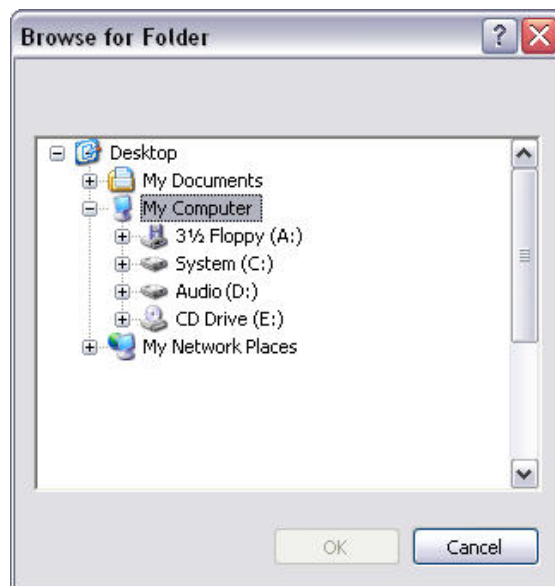 Browse for Folder
Desktop
My Documents
My Computer
3½ Floppy (A:)
System (C:)
Audio (D:)
CD Drive (E:)
My Network Places
OK Cancel